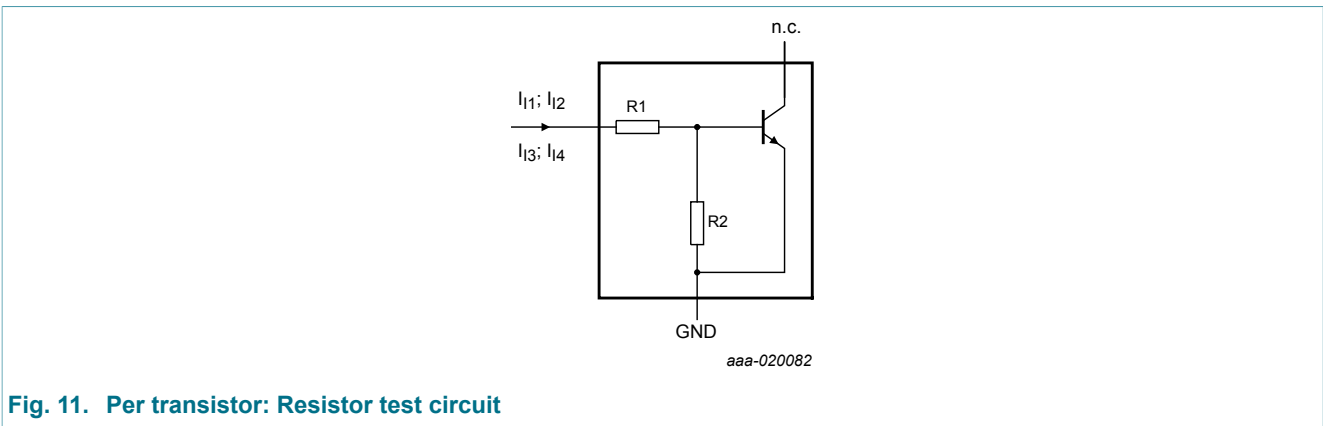 n.c.
I_I1; I_I2
R1
I_I3; I_I4
R2
GND
aaa-020082
Fig. 11. Per transistor: Resistor test circuit